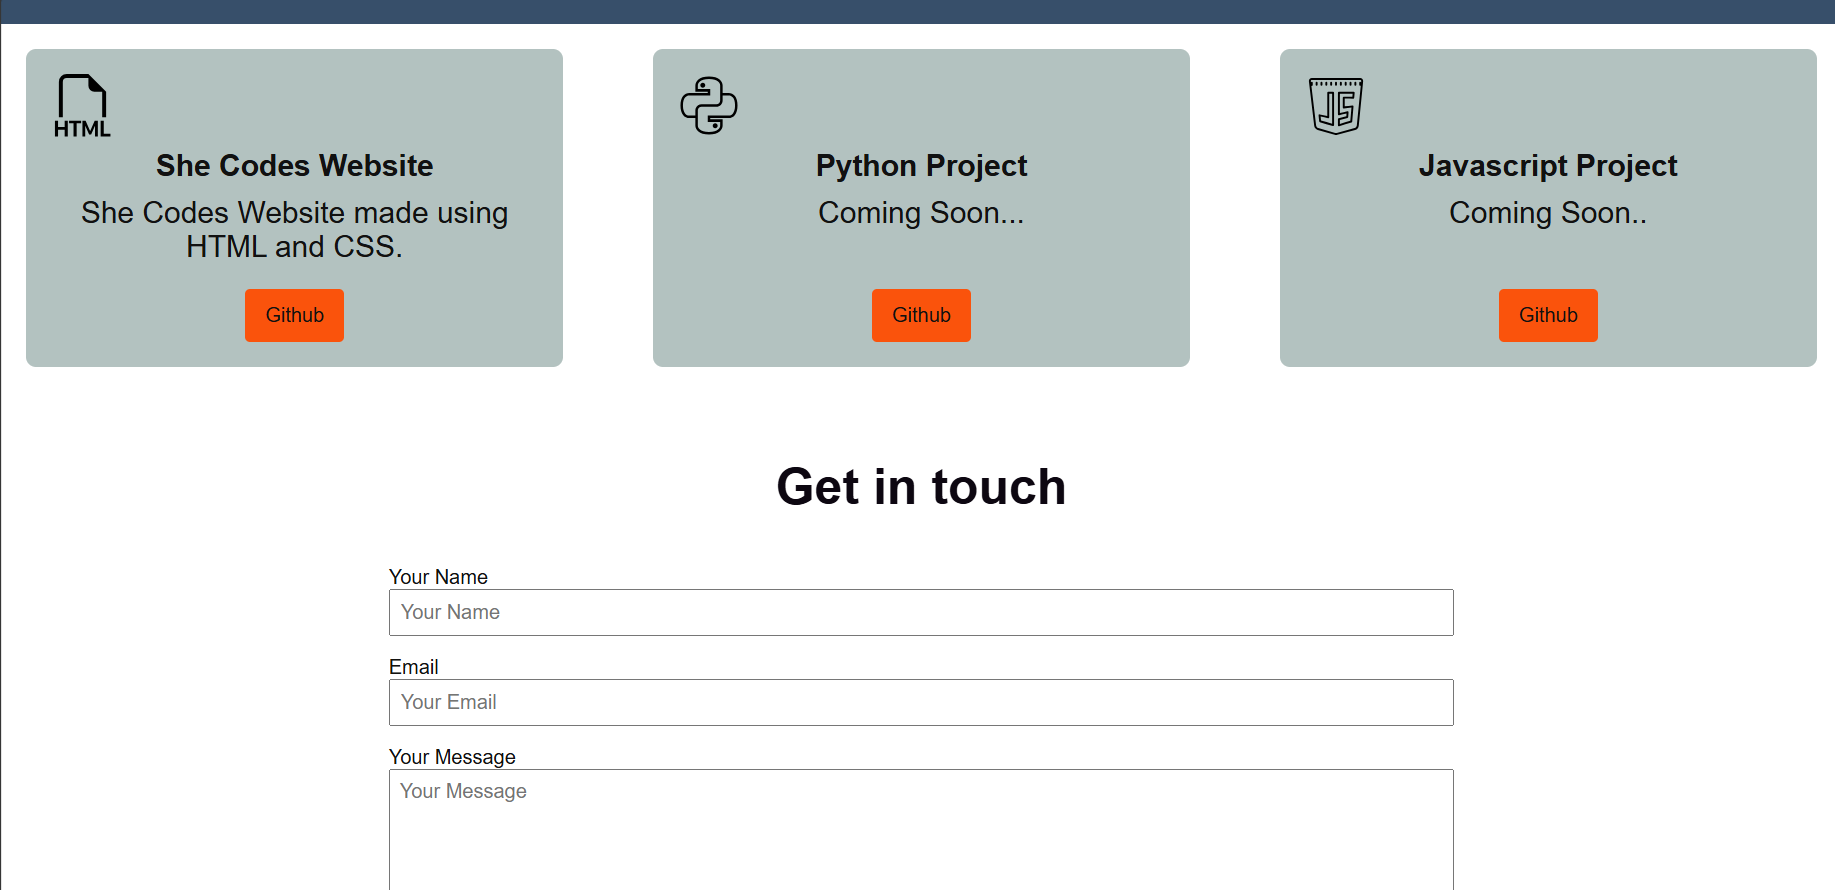 HTML
She Codes Website
She Codes Website made using
HTML and CSS.
Github
Python Project
Coming Soon...
Github
JS
Javascript Project
Coming Soon..
Github
Get in touch
Your Name
Your Name
Email
Your Email
Your Message
Your Message